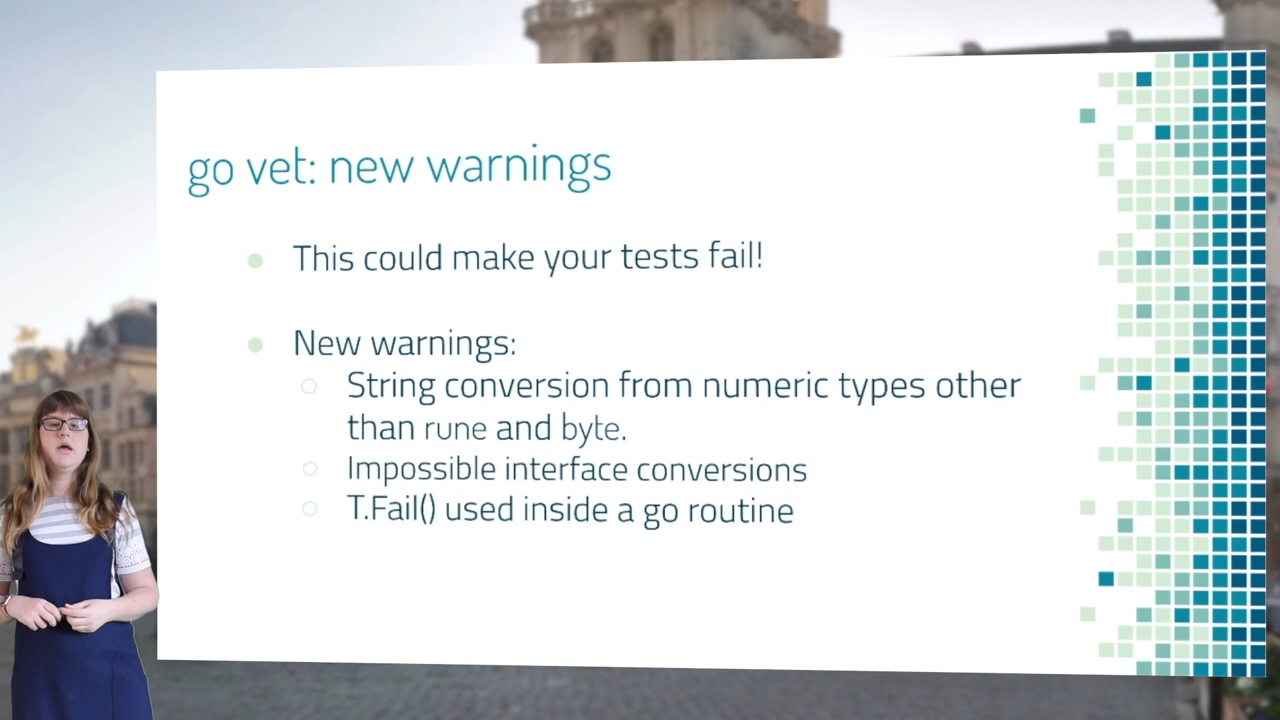 go vet: new warnings
This could make your tests fail!
New warnings:
String conversion from numeric types other
than rune and byte.
Impossible interface conversions
T.Fail() used inside a go routine